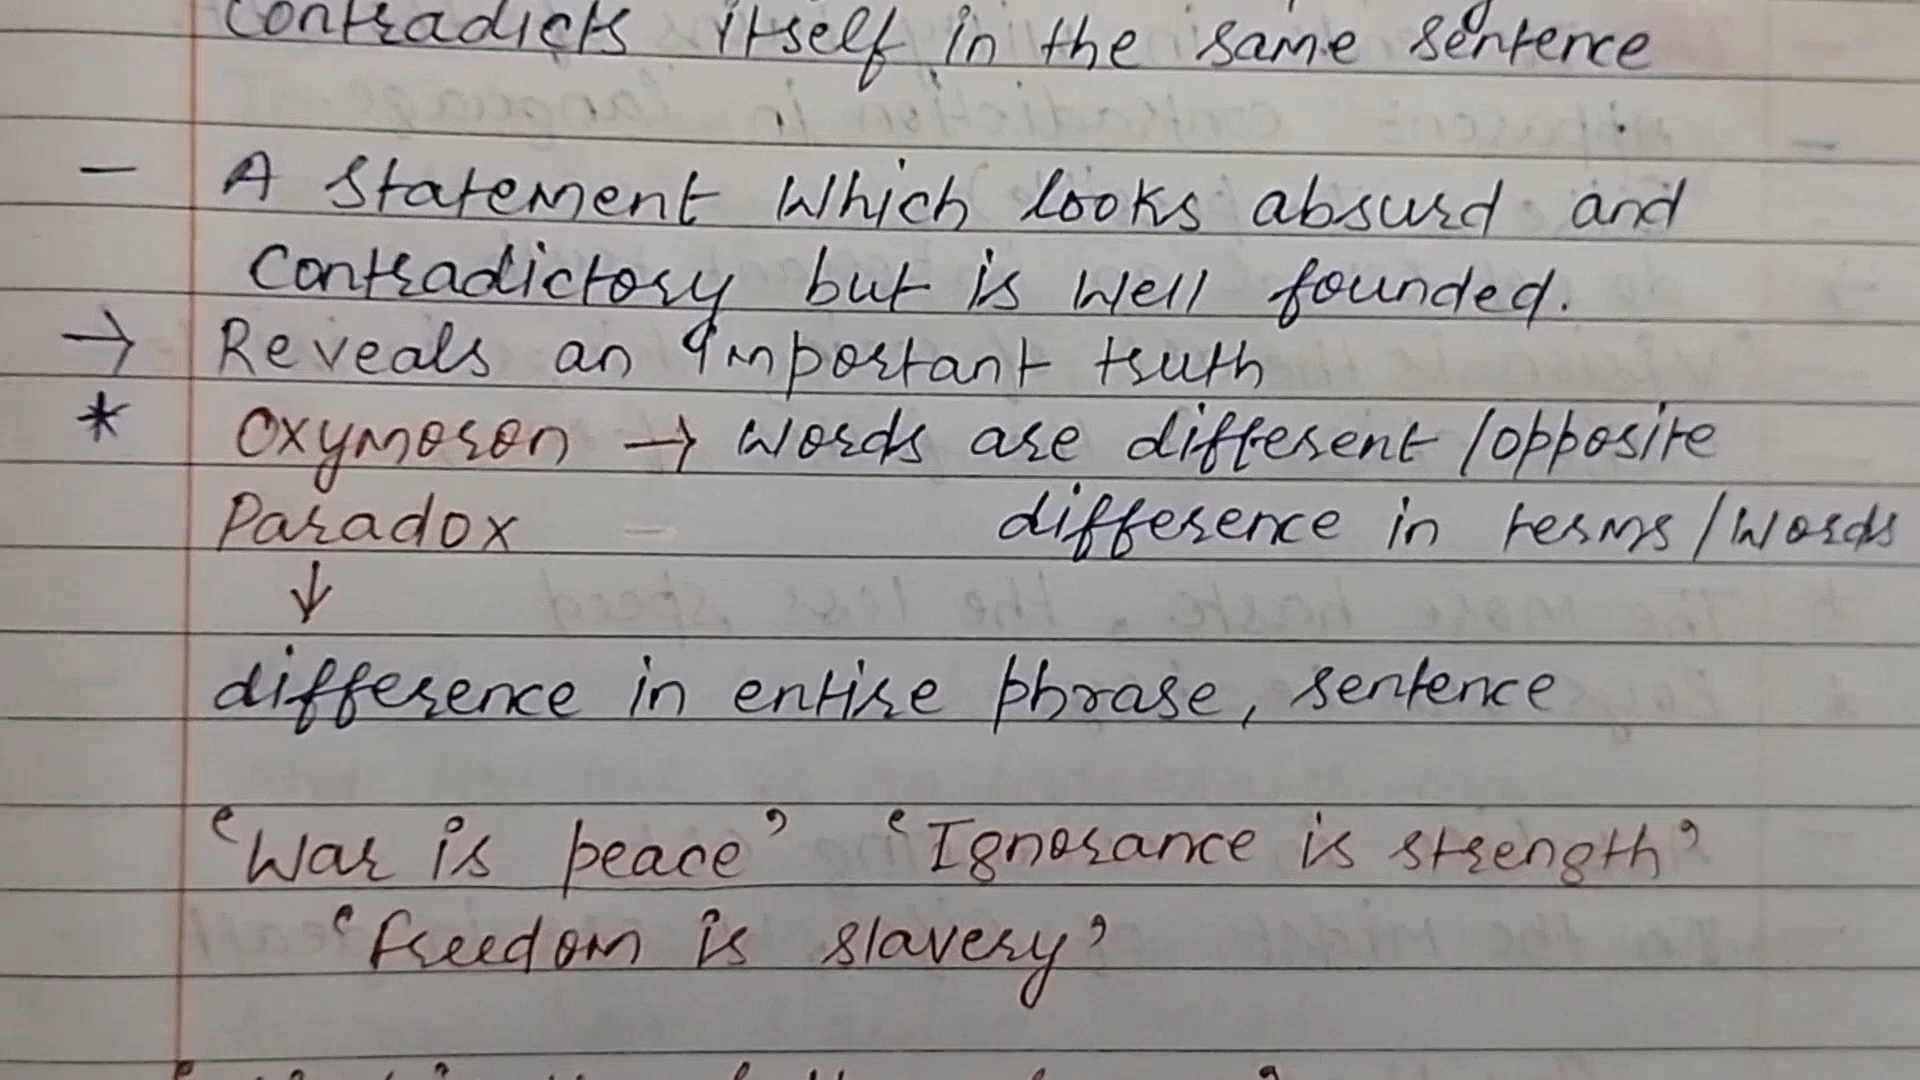 contradicts itself in the same sentence
- A statement which looks absurd and
contradictory but is well founded.
→ Reveals an important truth
* Oxymoron → words are different / opposite
Paradox - difference in terms / words
↓
difference in entire phrase, sentence
'War is peace' 'Ignorance is strength'
'freedom is slavery'